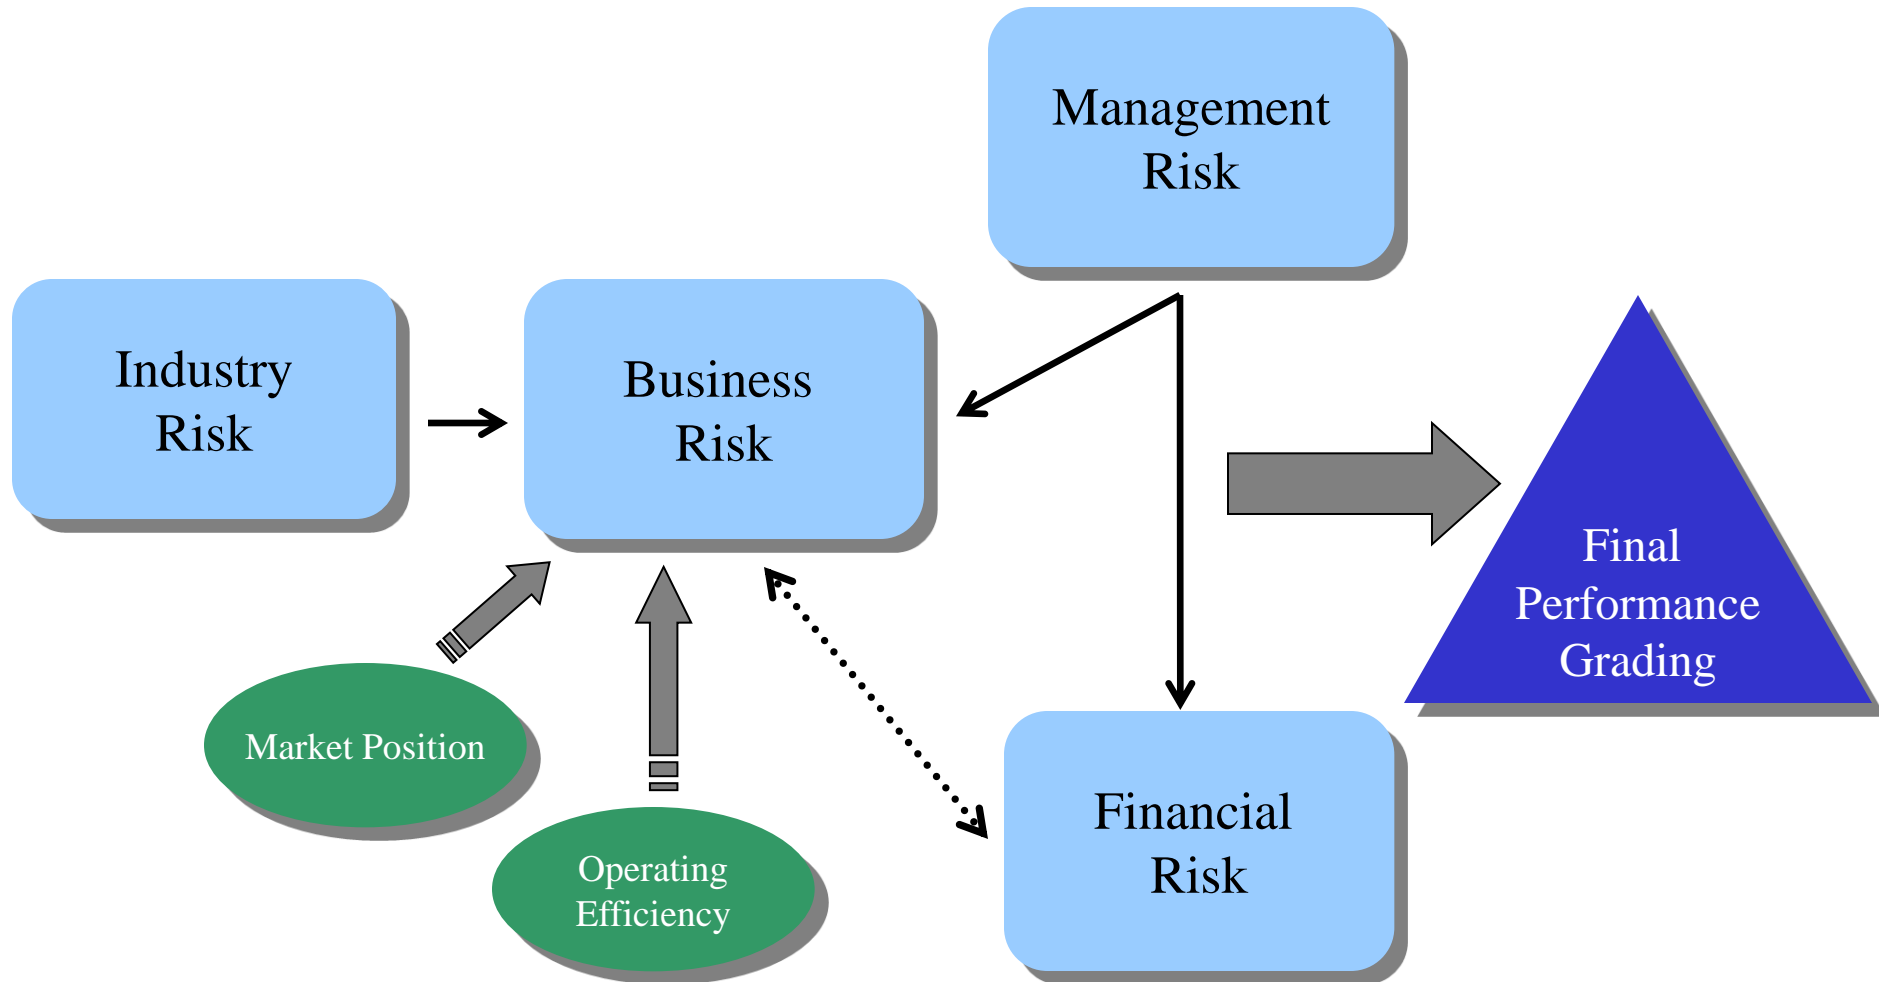 Management
Risk
Industry
Risk
Business
Risk
Final
Performance
Grading
Market Position
Operating
Efficiency
Financial
Risk